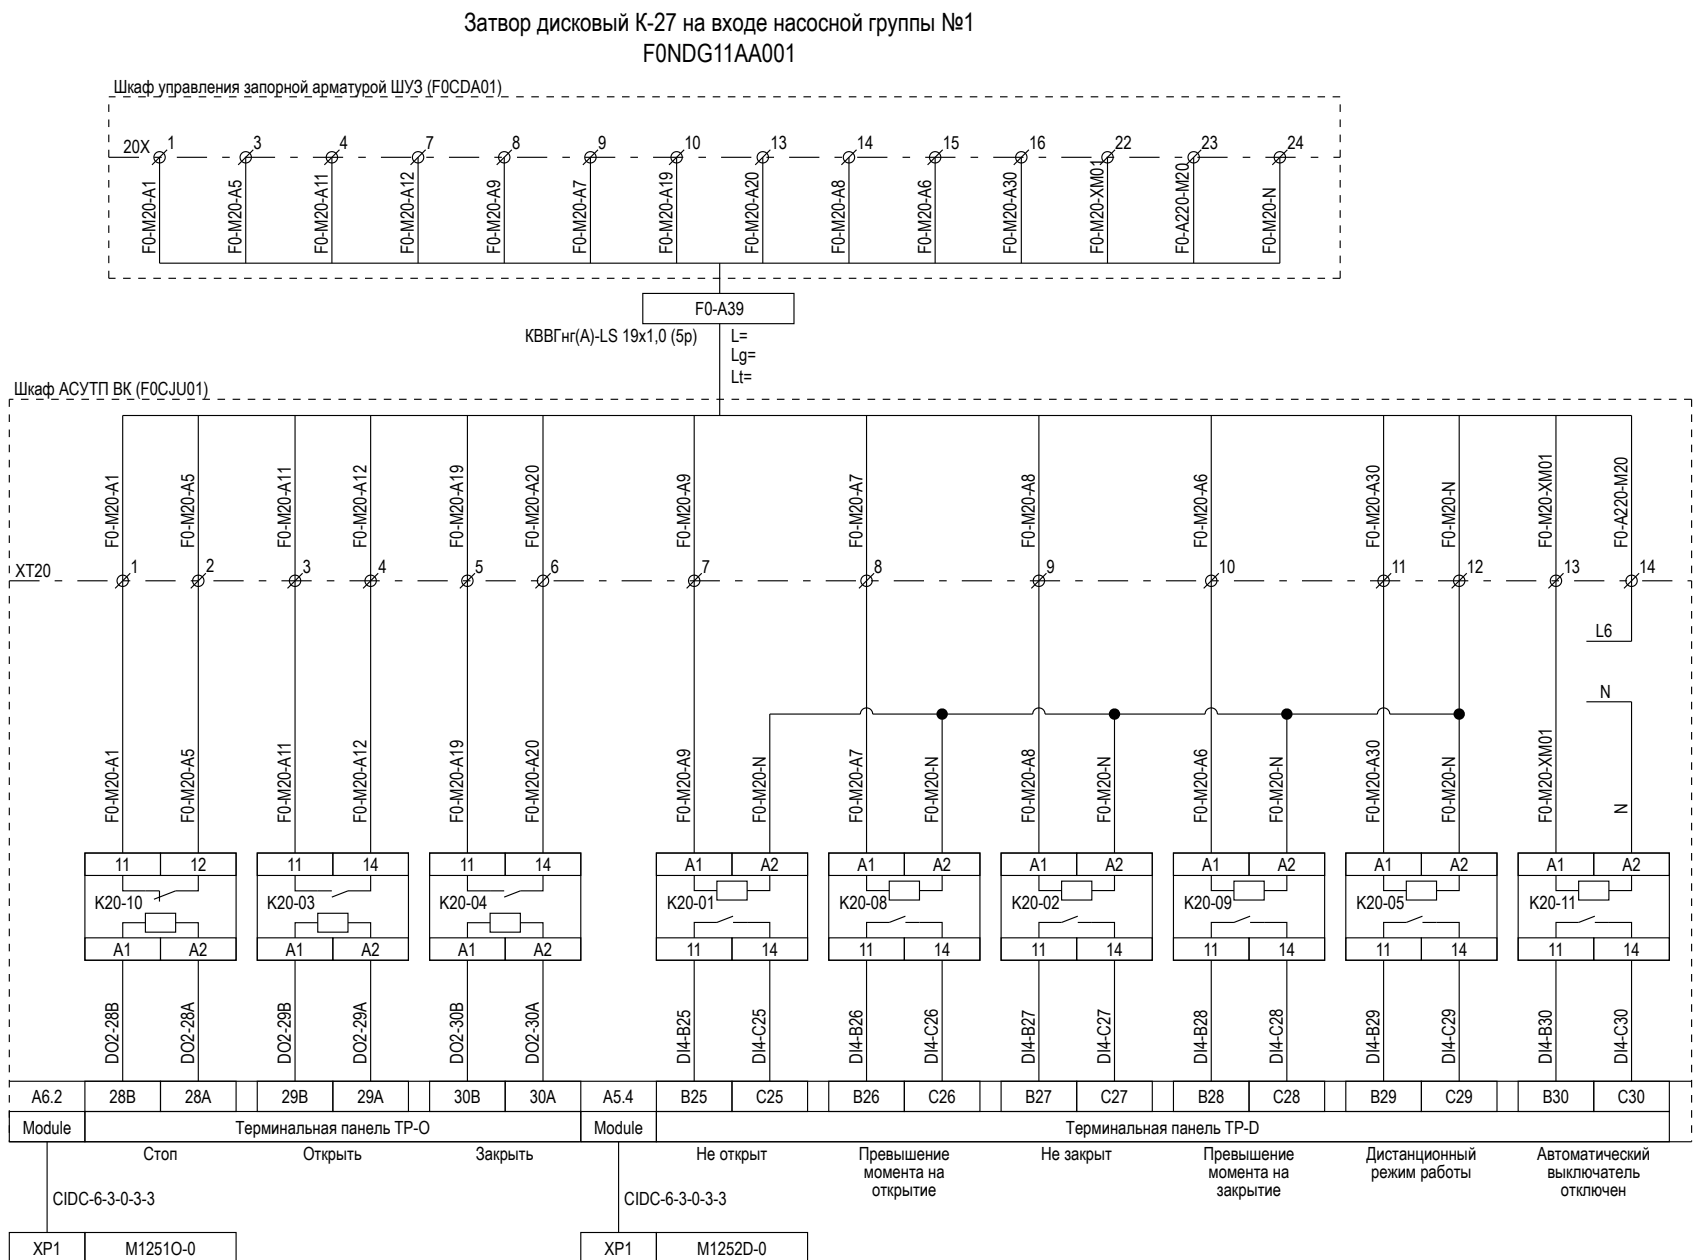 Затвор дисковый К-27 на входе насосной группы №1
F0NDG11AA001
Шкаф управления запорной арматурой ШУЗ (F0CDA01)
20X 1 3 4 7 8 9 10 13 14 15 16 22 23 24
F0-M20-A1 F0-M20-A5 F0-M20-A11 F0-M20-A12 F0-M20-A9 F0-M20-A7 F0-M20-A19 F0-M20-A20 F0-M20-A8 F0-M20-A6 F0-M20-A30 F0-M20-XM01 F0-A220-M20 F0-M20-N
F0-A39
КВВГнг(А)-LS 19x1,0 (5р) L=
Lg=
Lt=
Шкаф АСУТП ВК (F0CJU01)
F0-M20-A1 F0-M20-A5 F0-M20-A11 F0-M20-A12 F0-M20-A19 F0-M20-A20 F0-M20-A9 F0-M20-A7 F0-M20-A8 F0-M20-A6 F0-M20-A30 F0-M20-N F0-M20-XM01 F0-A220-M20
XT20 1 2 3 4 5 6 7 8 9 10 11 12 13 14
L6
N
F0-M20-A1 F0-M20-A5 F0-M20-A11 F0-M20-A12 F0-M20-A19 F0-M20-A20 F0-M20-A9 F0-M20-N F0-M20-A7 F0-M20-N F0-M20-A8 F0-M20-N F0-M20-A6 F0-M20-N F0-M20-A30 F0-M20-N F0-M20-XM01 N
11 12 11 14 11 14 A1 A2 A1 A2 A1 A2 A1 A2 A1 A2 A1 A2
K20-10 K20-03 K20-04 K20-01 K20-08 K20-02 K20-09 K20-05 K20-11
A1 A2 A1 A2 A1 A2 11 14 11 14 11 14 11 14 11 14 11 14
DO2-28B DO2-28A DO2-29B DO2-29A DO2-30B DO2-30A DI4-B25 DI4-C25 DI4-B26 DI4-C26 DI4-B27 DI4-C27 DI4-B28 DI4-C28 DI4-B29 DI4-C29 DI4-B30 DI4-C30
A6.2 28B 28A 29B 29A 30B 30A A5.4 B25 C25 B26 C26 B27 C27 B28 C28 B29 C29 B30 C30
Module Терминальная панель TP-O Module Терминальная панель TP-D
Стоп Открыть Закрыть Не открыт Превышение Не закрыт Превышение Дистанционный Автоматический
момента на момента на режим работы выключатель
открытие закрытие отключен
CIDC-6-3-0-3-3 CIDC-6-3-0-3-3
XP1 M1251O-0 XP1 M1252D-0